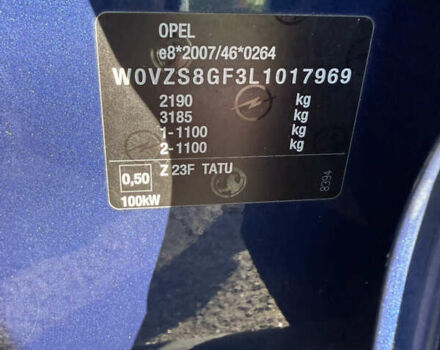 OPEL
e8*2007/46*0264
W0VZS8GF3L1017969
2190 kg
3185 kg
1-1100 kg
2-1100 kg
0,50 Z 23F TATU
100kW
8394